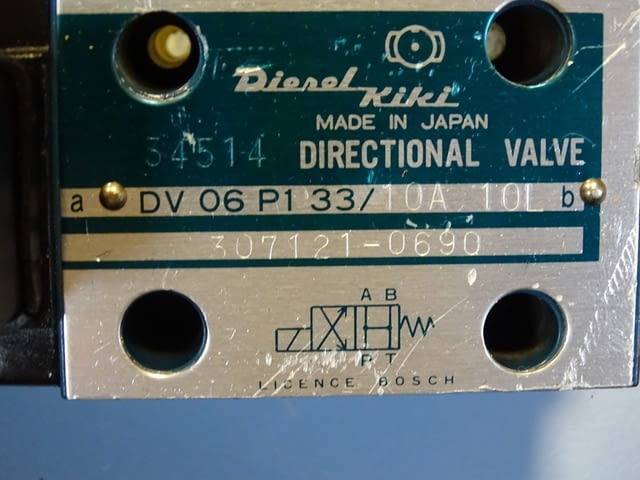 Diesel Kiki
MADE IN JAPAN
34514 DIRECTIONAL VALVE
a DV 06 P1 33/10A 10L b
307121-0690
A B
P T
LICENCE BOSCH